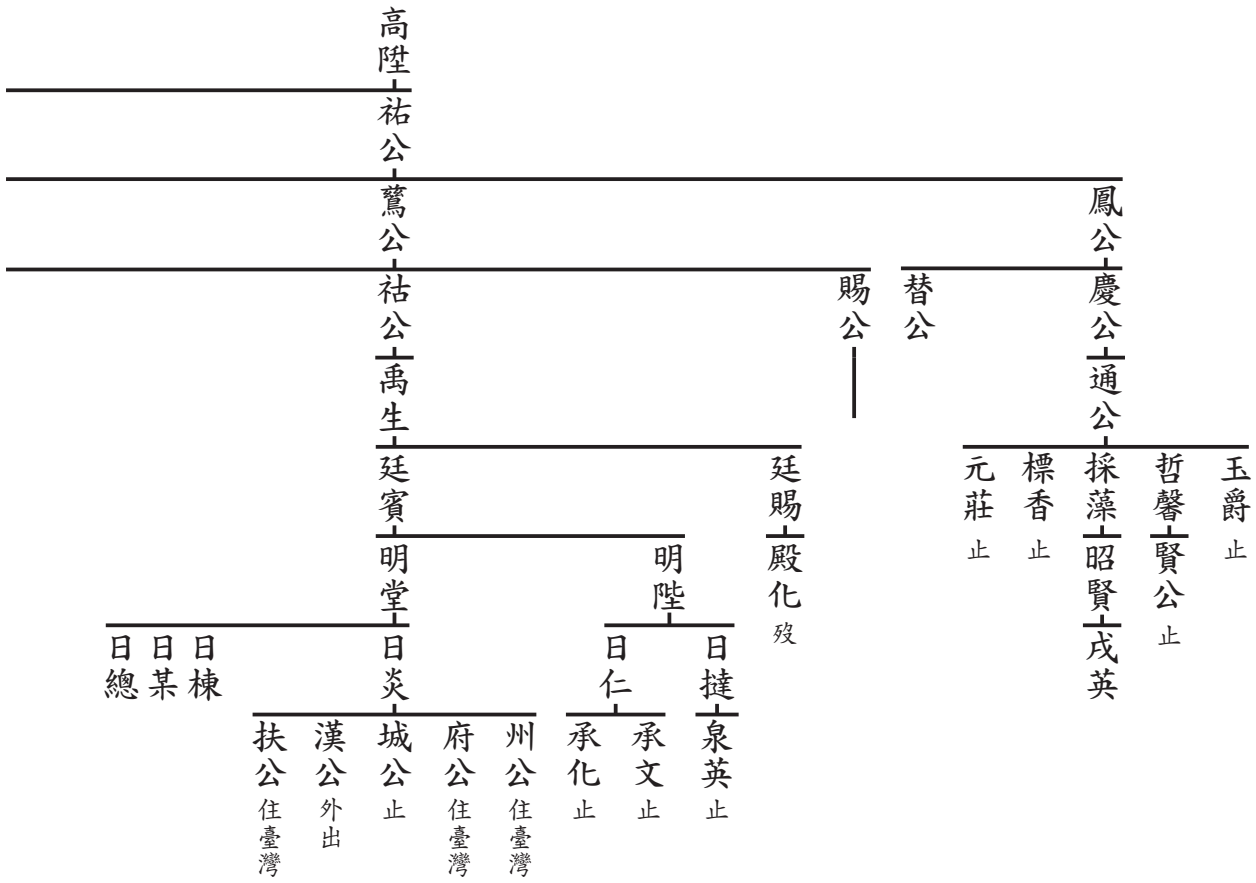 高陞
祐公
鳳公
鶱公
慶公
替公
賜公
祜公
通公
禹生
玉爵 止
哲馨
採藻
標香 止
元莊 止
廷賜
廷賓
賢公 止
昭賢
殿化 歿
明陛
明堂
戌英
日撻
日仁
日炎
日棟
日某
日總
泉英 止
承文 止
承化 止
州公 住臺灣
府公 住臺灣
城公 止
漢公 外出
扶公 住臺灣